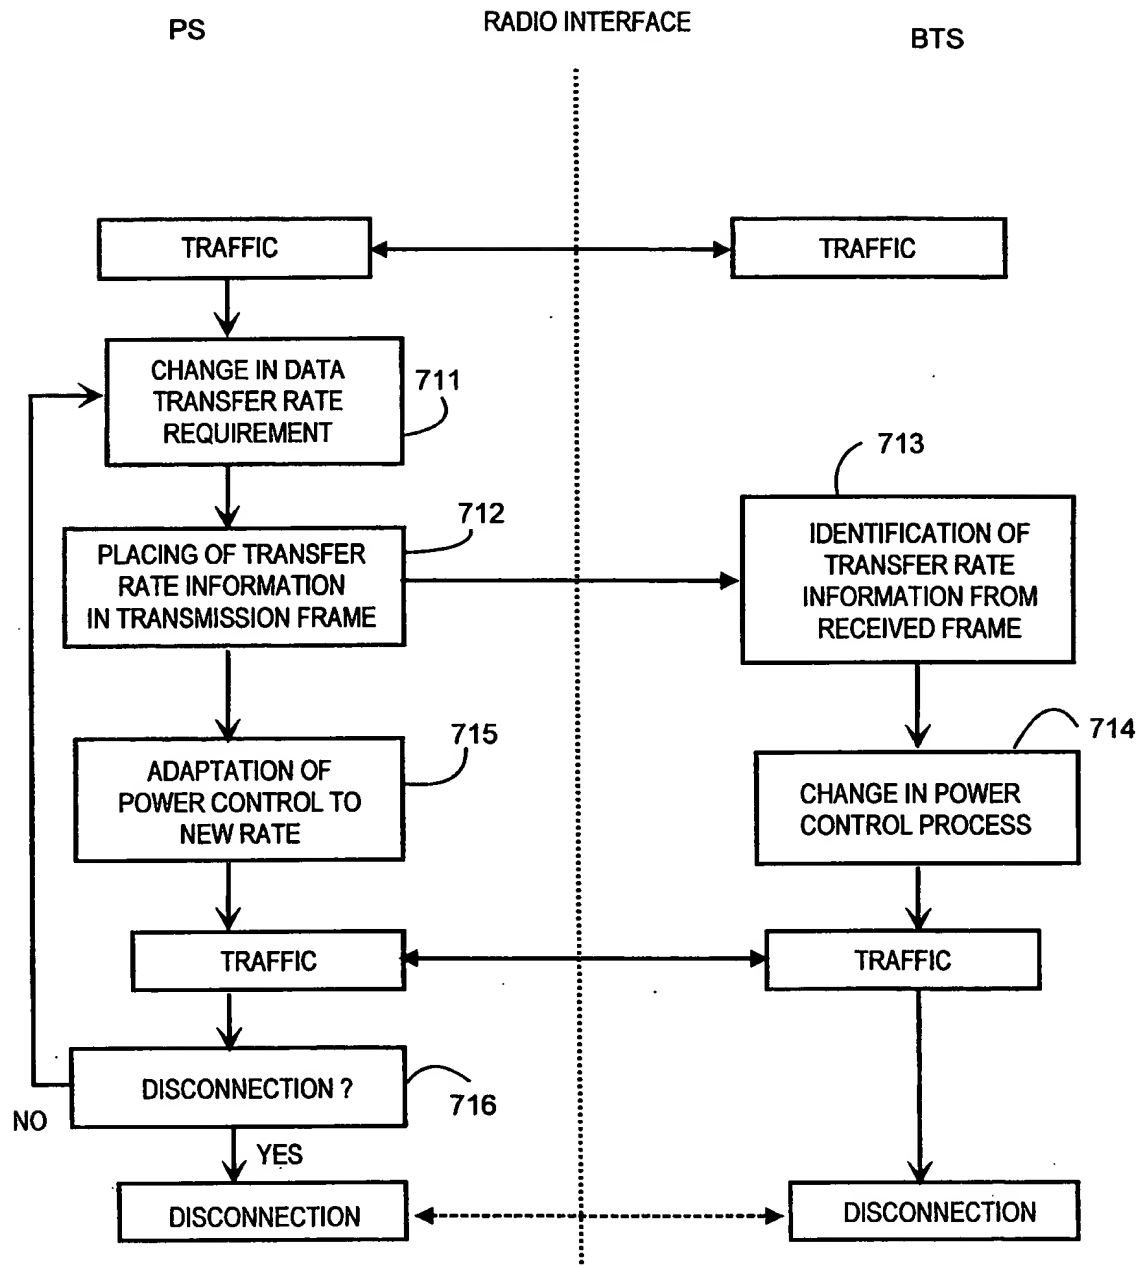 PS
RADIO INTERFACE
BTS
TRAFFIC
TRAFFIC
CHANGE IN DATA
TRANSFER RATE
REQUIREMENT
711
713
712
PLACING OF TRANSFER
RATE INFORMATION
IN TRANSMISSION FRAME
IDENTIFICATION OF
TRANSFER RATE
INFORMATION FROM
RECEIVED FRAME
715
714
ADAPTATION OF
POWER CONTROL TO
NEW RATE
CHANGE IN POWER
CONTROL PROCESS
TRAFFIC
TRAFFIC
DISCONNECTION ?
716
NO
YES
DISCONNECTION
DISCONNECTION